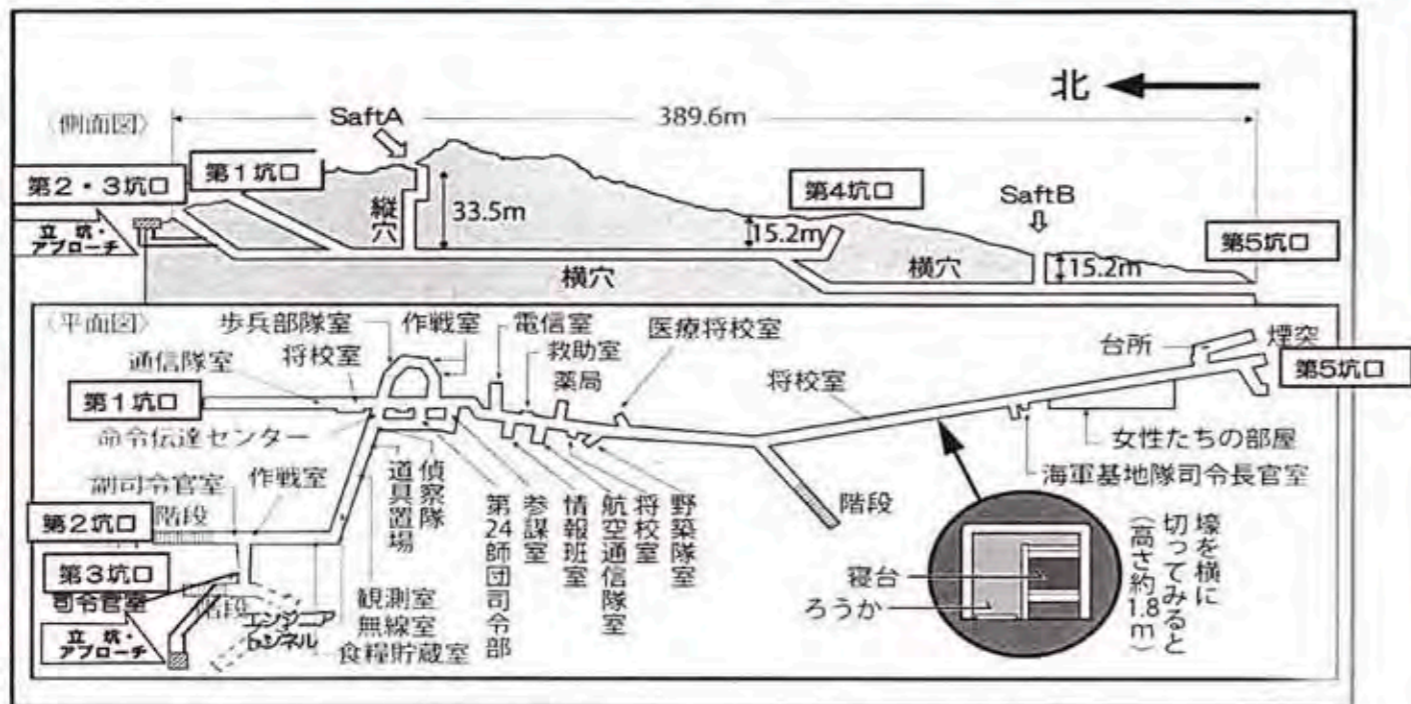 北
〈側面図〉
SaftA
389.6m
第2・3坑口
第1坑口
立坑・
アプローチ
縦穴
33.5m
第4坑口
15.2m
SaftB
15.2m
第5坑口
横穴
横穴
〈平面図〉
歩兵部隊室
作戦室
電信室
医療将校室
通信隊室
将校室
救助室
薬局
将校室
台所
煙突
第5坑口
第1坑口
命令伝達センター
副司令官室
作戦室
第2坑口
階段
第3坑口
司令官室
階段
立坑・
アプローチ
エンジニア
トンネル
道具置場
偵察隊
観測室
無線室
食糧貯蔵室
第24師団司令部
参謀室
情報班室
航空通信隊室
将校室
野築隊室
階段
女性たちの部屋
海軍基地隊司令長官室
寝台
ろうか
壕を横に
切ってみると
(高さ約1.8m)